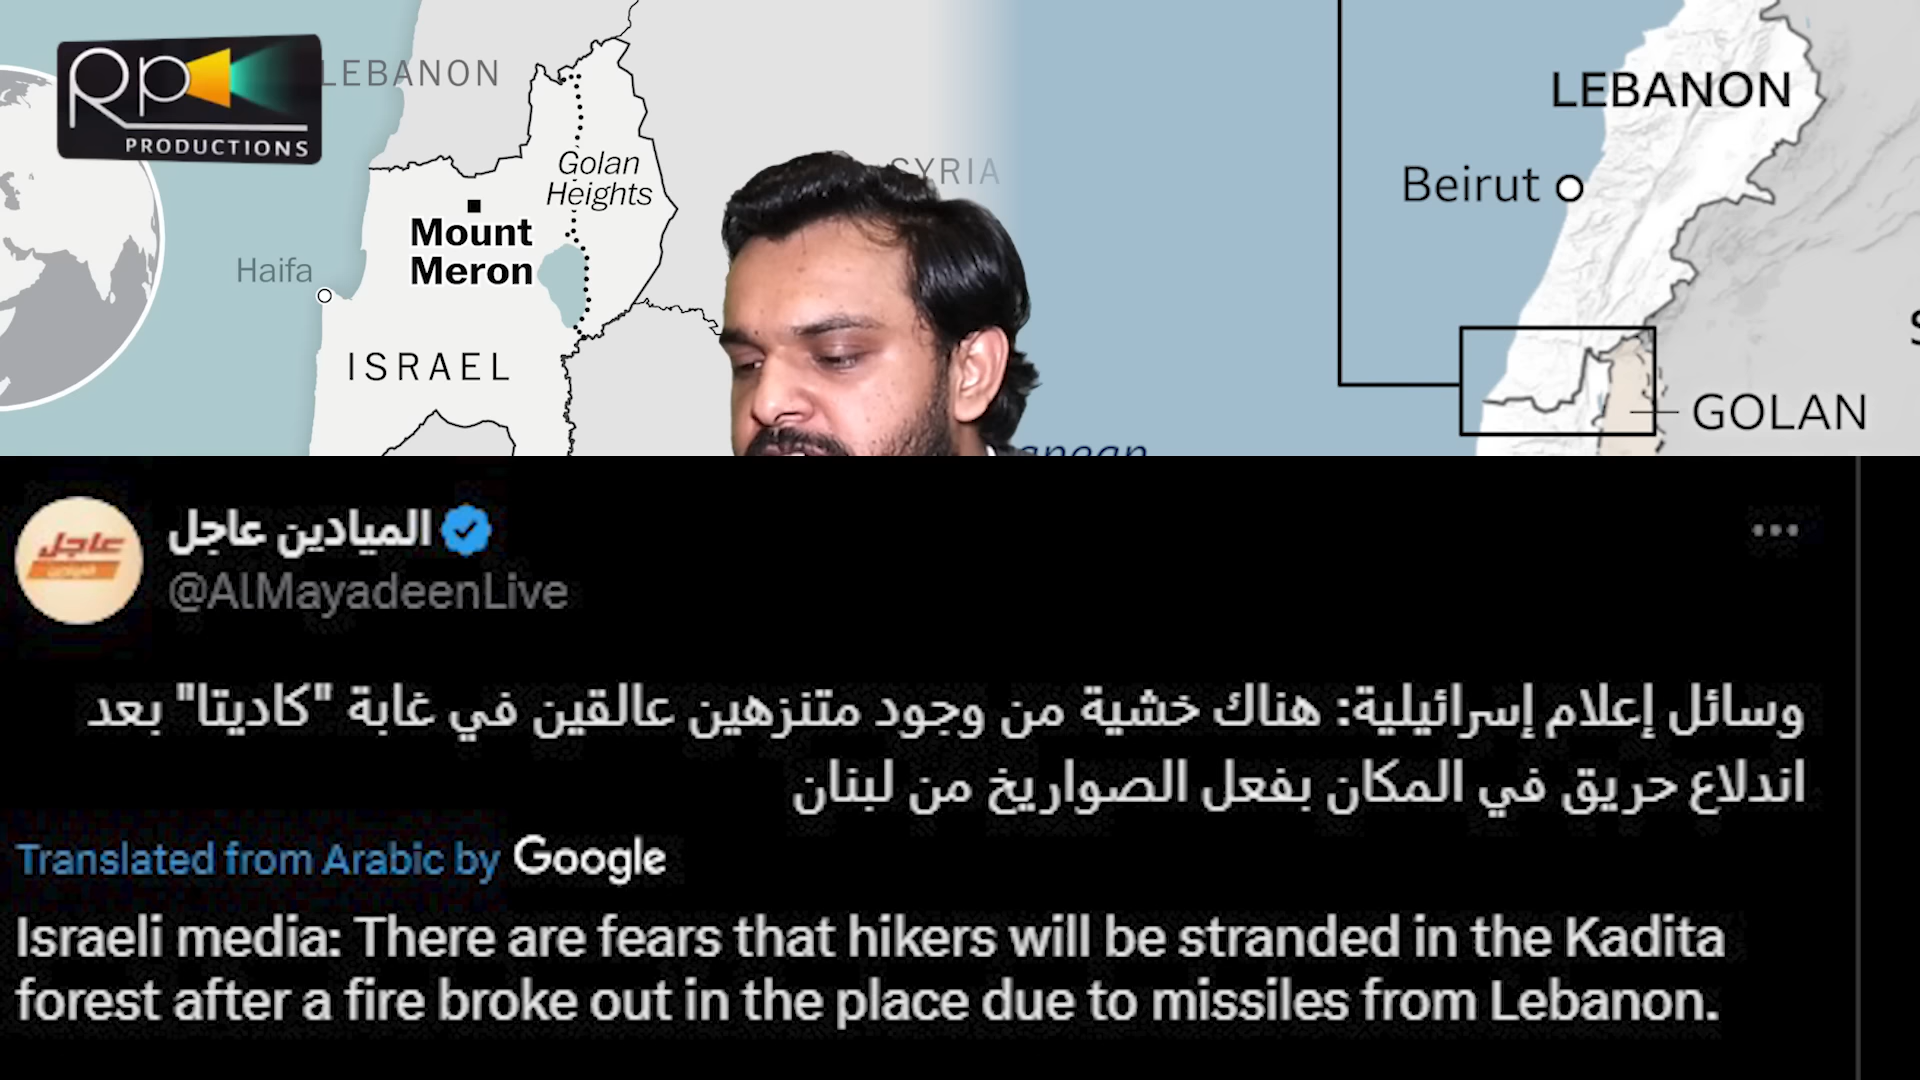 Rp
PRODUCTIONS
LEBANON
Golan
Heights
SYRIA
Mount
Meron
Haifa
ISRAEL
LEBANON
Beirut
GOLAN
الميادين عاجل
@AlMayadeenLive
عاجل
الميادين
وسائل إعلام إسرائيلية: هناك خشية من وجود متنزهين عالقين في غابة "كاديتا" بعد
اندلاع حريق في المكان بفعل الصواريخ من لبنان
Translated from Arabic by Google
Israeli media: There are fears that hikers will be stranded in the Kadita
forest after a fire broke out in the place due to missiles from Lebanon.